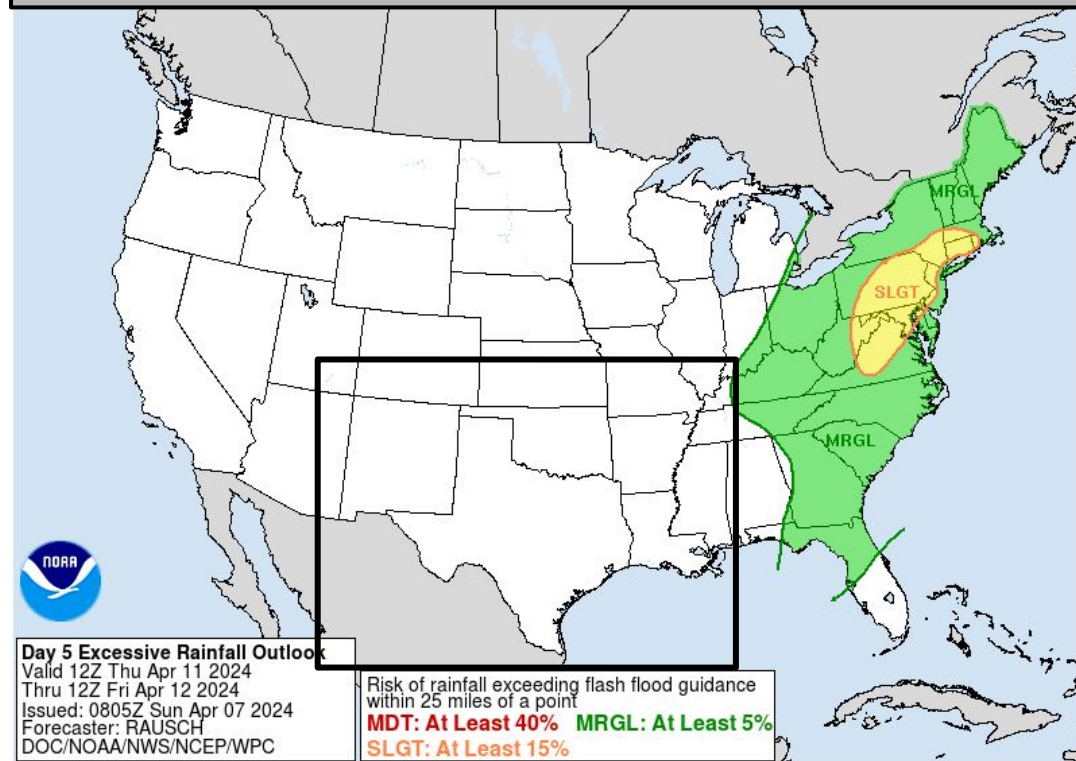 MRGL
SLGT
MRGL
NOAA
Day 5 Excessive Rainfall Outlook
Valid 12Z Thu Apr 11 2024
Thru 12Z Fri Apr 12 2024
Issued: 0805Z Sun Apr 07 2024
Forecaster: RAUSCH
DOC/NOAA/NWS/NCEP/WPC
Risk of rainfall exceeding flash flood guidance
within 25 miles of a point
MDT: At Least 40% MRGL: At Least 5%
SLGT: At Least 15%